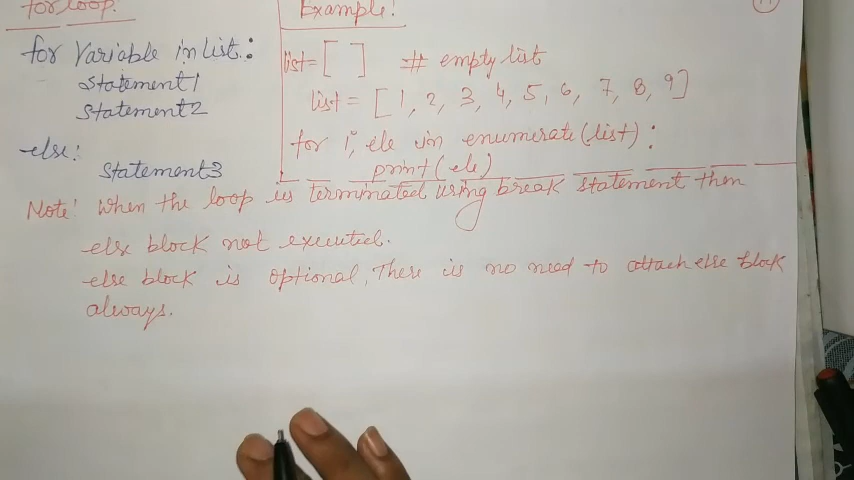 for loop.
for Variable in list:
Statement1
Statement2
else:
Statement3
Example!
list = [ ] # empty list
list = [1, 2, 3, 4, 5, 6, 7, 8, 9]
for i, ele in enumerate(list):
print(ele)
Note! When the loop is terminated using break statement then
else block not executed.
else block is optional, There is no need to attach else block
always.